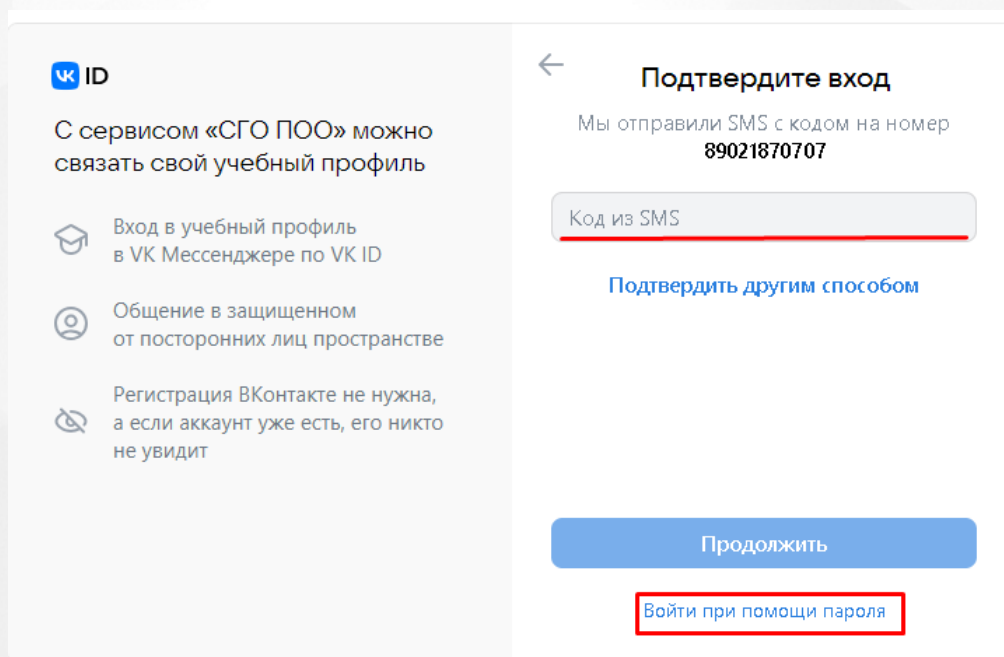 VK ID
С сервисом «СГО ПОО» можно
связать свой учебный профиль
Вход в учебный профиль
в VK Мессенджере по VK ID
Общение в защищенном
от посторонних лиц пространстве
Регистрация ВКонтакте не нужна,
а если аккаунт уже есть, его никто
не увидит
Подтвердите вход
Мы отправили SMS с кодом на номер
89021870707
Код из SMS
Подтвердить другим способом
Продолжить
Войти при помощи пароля